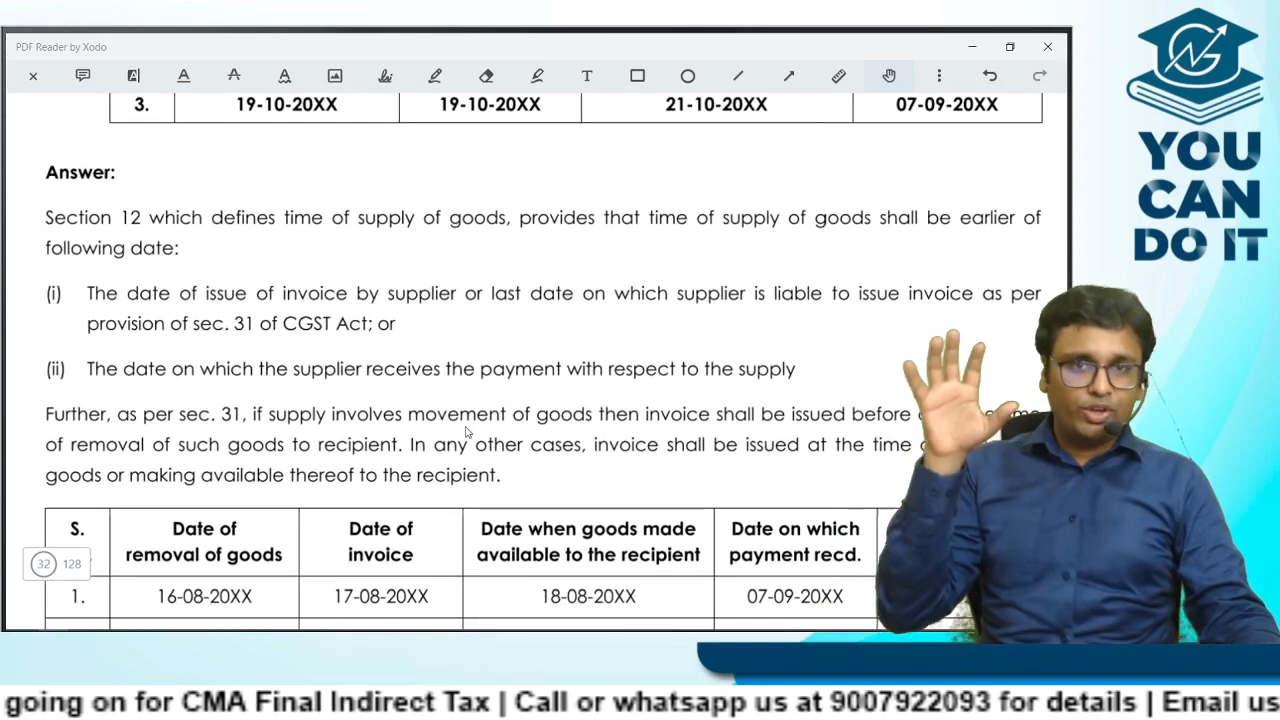 PDF Reader by Xodo
3. 19-10-20XX 19-10-20XX 21-10-20XX 07-09-20XX
Answer:
Section 12 which defines time of supply of goods, provides that time of supply of goods shall be earlier of
following date:
(i) The date of issue of invoice by supplier or last date on which supplier is liable to issue invoice as per
provision of sec. 31 of CGST Act; or
(ii) The date on which the supplier receives the payment with respect to the supply
Further, as per sec. 31, if supply involves movement of goods then invoice shall be issued before
of removal of such goods to recipient. In any other cases, invoice shall be issued at the time
goods or making available thereof to the recipient.
S. Date of Date of Date when goods made Date on which
removal of goods invoice available to the recipient payment recd.
32 128
1. 16-08-20XX 17-08-20XX 18-08-20XX 07-09-20XX
YOU
CAN
DO IT
going on for CMA Final Indirect Tax | Call or whatsapp us at 9007922093 for details | Email us